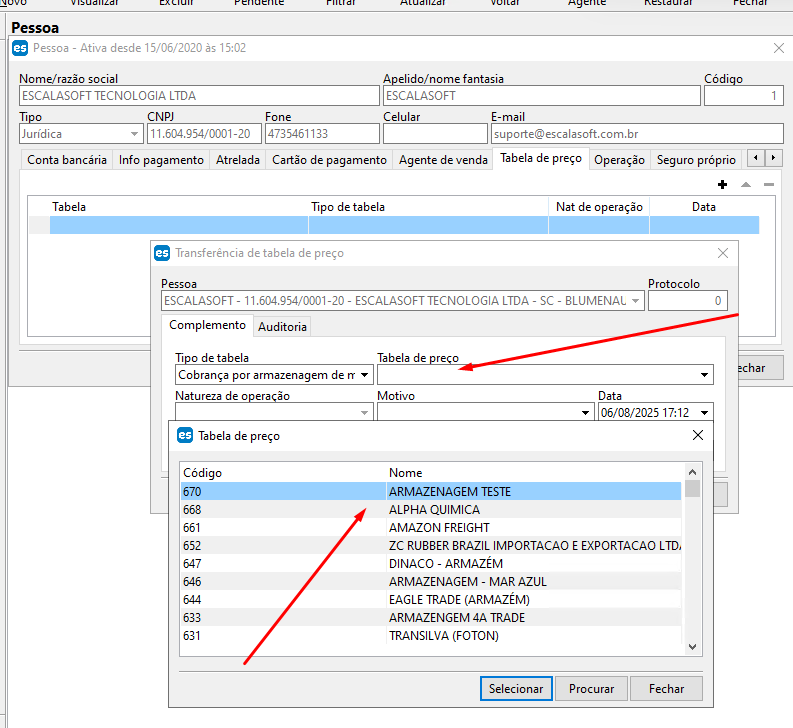 Novo Visualizar Excluir Pendente Filtrar Atualizar Voltar Agente Restaurar Fechar
Pessoa
es Pessoa - Ativa desde 15/06/2020 às 15:02
Nome/razão social Apelido/nome fantasia Código
ESCALASOFT TECNOLOGIA LTDA ESCALASOFT 1
Tipo CNPJ Fone Celular E-mail
Jurídica 11.604.954/0001-20 4735461133 suporte@escalasoft.com.br
Conta bancária Info pagamento Atrelada Cartão de pagamento Agente de venda Tabela de preço Operação Seguro próprio
Tabela Tipo de tabela Nat de operação Data
es Transferência de tabela de preço
Pessoa Protocolo
ESCALASOFT - 11.604.954/0001-20 - ESCALASOFT TECNOLOGIA LTDA - SC - BLUMENAU 0
Complemento Auditoria
Tipo de tabela Tabela de preço
Cobrança por armazenagem de m
echar
Natureza de operação Motivo Data
06/08/2025 17:12
es Tabela de preço
Código Nome
670 ARMAZENAGEM TESTE
668 ALPHA QUIMICA
661 AMAZON FREIGHT
652 ZC RUBBER BRAZIL IMPORTACAO E EXPORTACAO LTDA
647 DINACO - ARMAZÉM
646 ARMAZENAGEM - MAR AZUL
644 EAGLE TRADE (ARMAZÉM)
633 ARMAZENGEM 4A TRADE
631 TRANSILVA (FOTON)
Selecionar Procurar Fechar